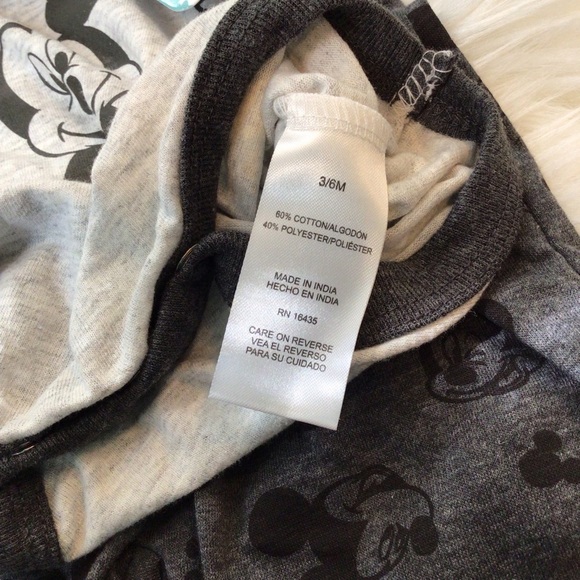 3/6M
60% COTTON/ALGODÓN
40% POLYESTER/POLIÉSTER
MADE IN INDIA
HECHO EN INDIA
RN 16435
CARE ON REVERSE
VEA EL REVERSO
PARA SU CUIDADO